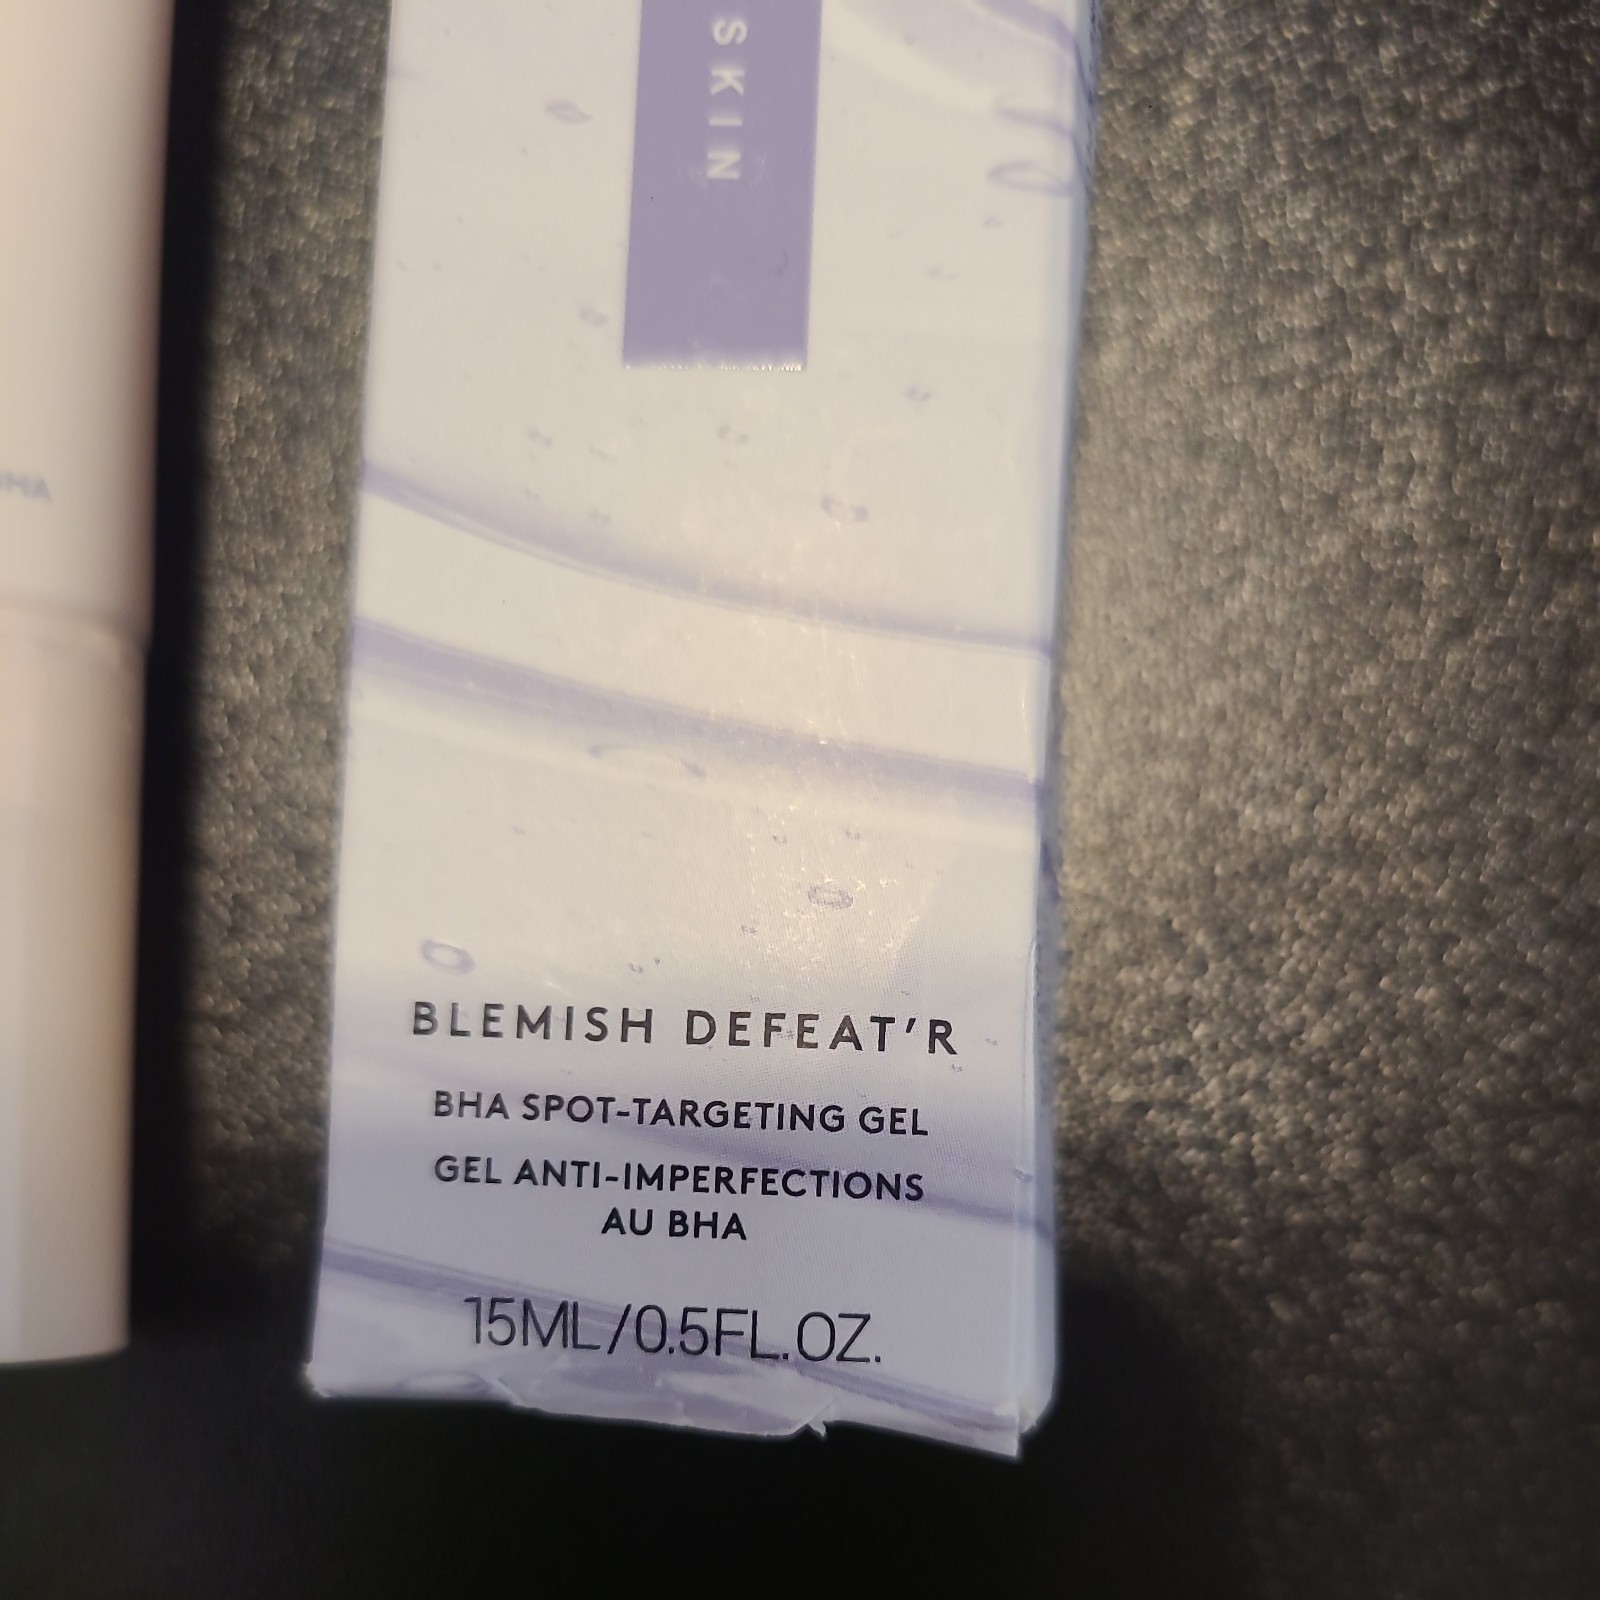 SKIN
BLEMISH DEFEAT'R
BHA SPOT-TARGETING GEL
GEL ANTI-IMPERFECTIONS
AU BHA
15ML/0.5FL.OZ.